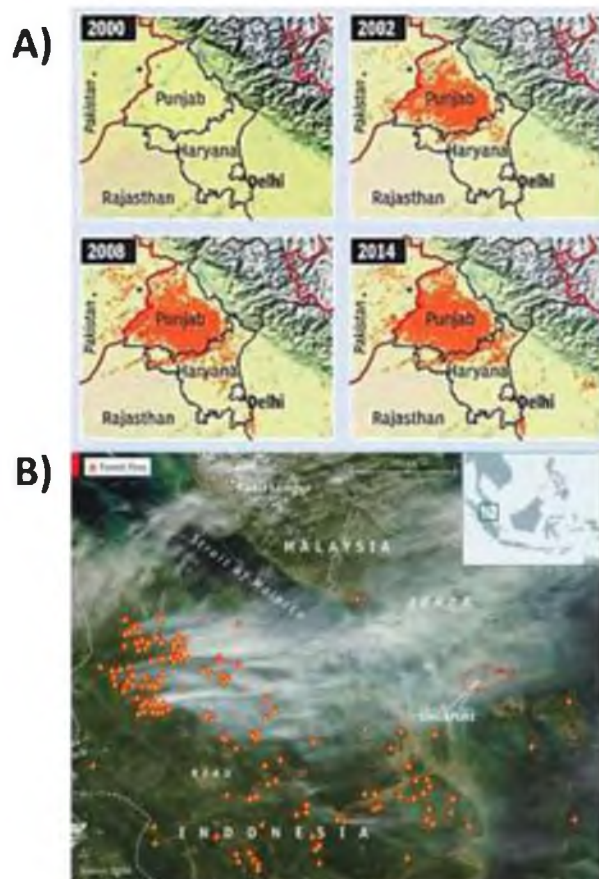 A)
2000
Pakistan
Punjab
Haryana
Delhi
Rajasthan
2002
Pakistan
Punjab
Haryana
Delhi
Rajasthan
2008
Pakistan
Punjab
Haryana
Delhi
Rajasthan
2014
Pakistan
Punjab
Haryana
Delhi
Rajasthan
B)
Forest Fires
MALAYSIA
Strait of Malacca
SINGAPORE
RIAU
INDONESIA